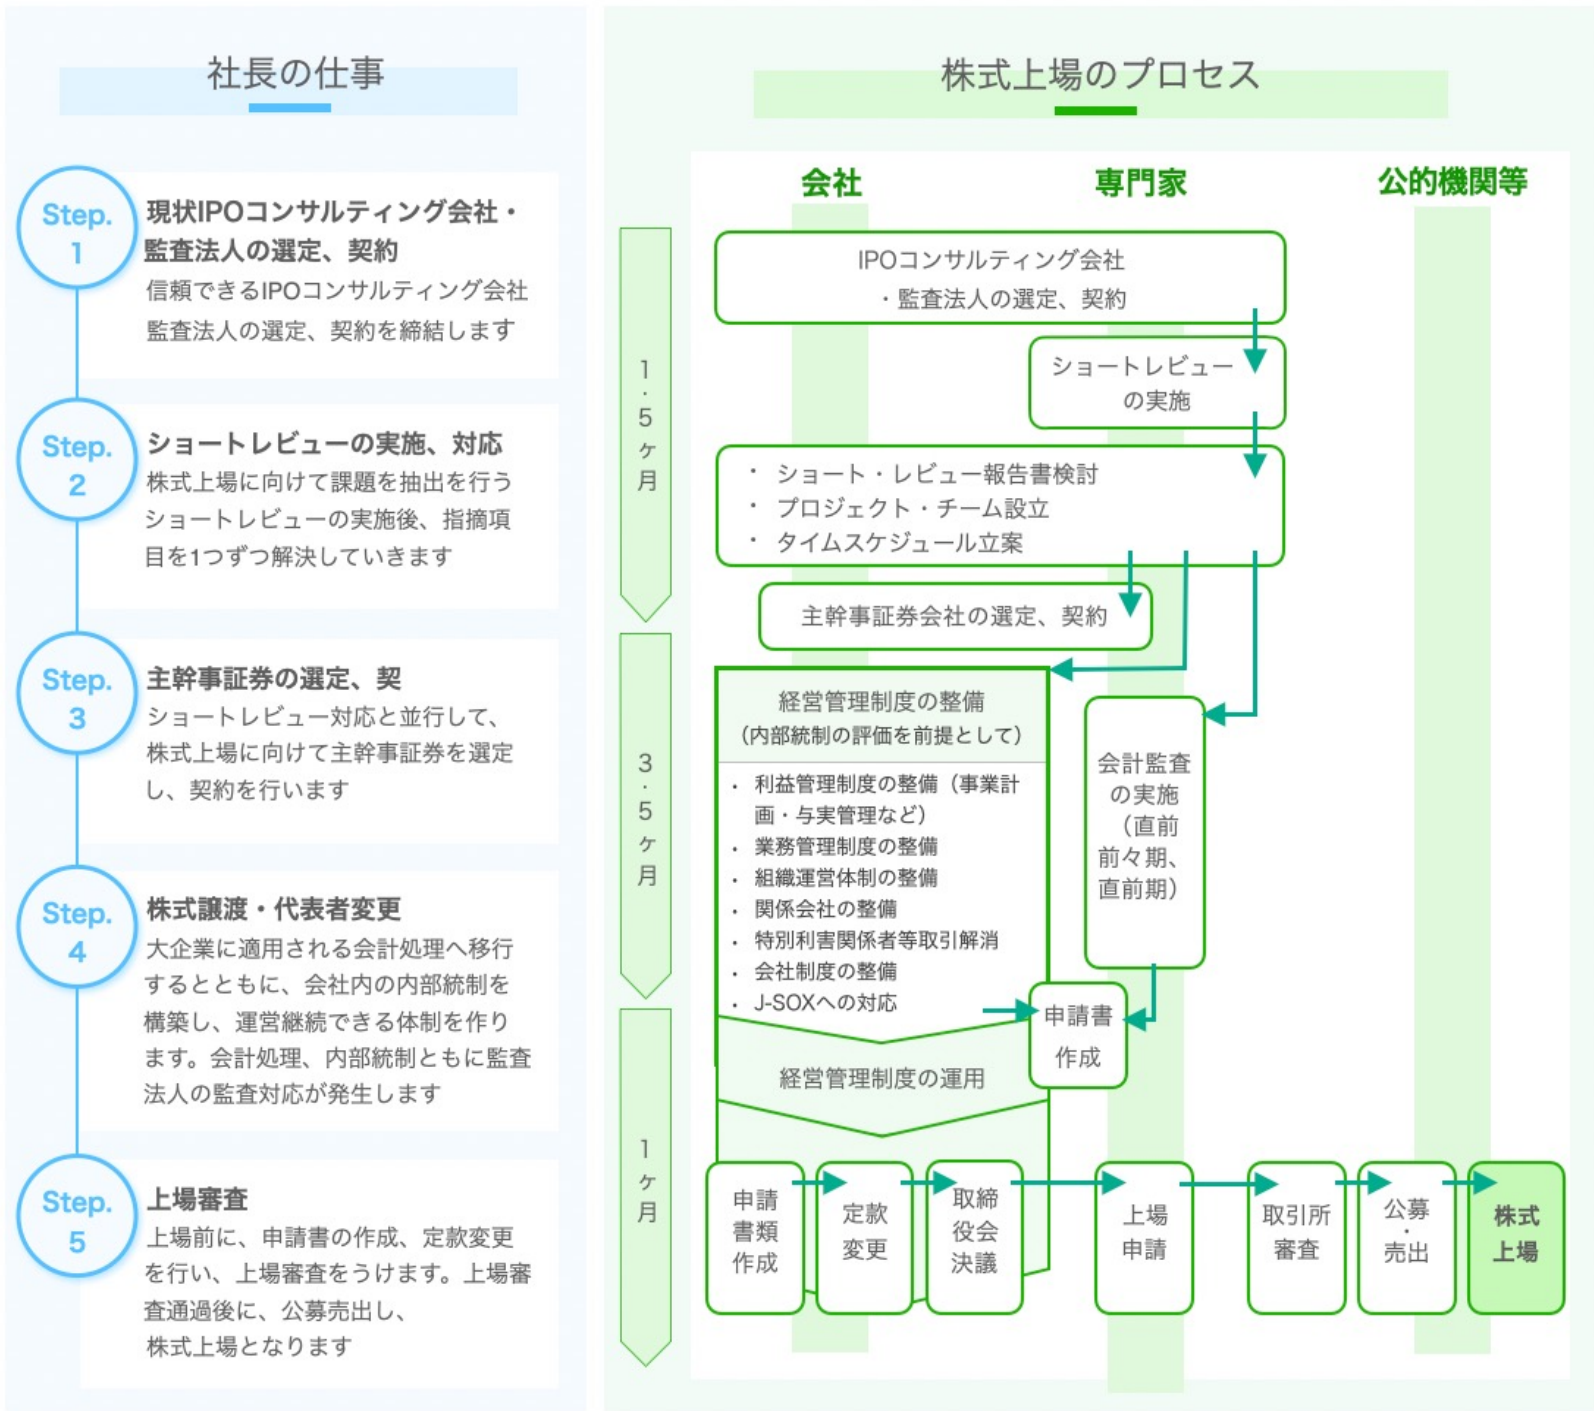 社長の仕事
Step.
1
現状IPOコンサルティング会社・
監査法人の選定、契約
信頼できるIPOコンサルティング会社
監査法人の選定、契約を締結します
Step.
2
ショートレビューの実施、対応
株式上場に向けて課題を抽出を行う
ショートレビューの実施後、指摘項
目を1つずつ解決していきます
Step.
3
主幹事証券の選定、契
ショートレビュー対応と並行して、
株式上場に向けて主幹事証券を選定
し、契約を行います
Step.
4
株式譲渡・代表者変更
大企業に適用される会計処理へ移行
するとともに、会社内の内部統制を
構築し、運営継続できる体制を作り
ます。会計処理、内部統制ともに監査
法人の監査対応が発生します
Step.
5
上場審査
上場前に、申請書の作成、定款変更
を行い、上場審査をうけます。上場審
査通過後に、公募売出し、
株式上場となります
株式上場のプロセス
会社
専門家
公的機関等
1・5ヶ月
3・5ヶ月
1ヶ月
IPOコンサルティング会社
・監査法人の選定、契約
ショートレビュー
の実施
・ショート・レビュー報告書検討
・プロジェクト・チーム設立
・タイムスケジュール立案
主幹事証券会社の選定、契約
経営管理制度の整備
（内部統制の評価を前提として）
・利益管理制度の整備（事業計
画・与実管理など）
・業務管理制度の整備
・組織運営体制の整備
・関係会社の整備
・特別利害関係者等取引解消
・会社制度の整備
・J-SOXへの対応
会計監査
の実施
（直前
前々期、
直前期）
申請書
作成
経営管理制度の運用
申請
書類
作成
定款
変更
取締
役会
決議
上場
申請
取引所
審査
公募
・
売出
株式
上場